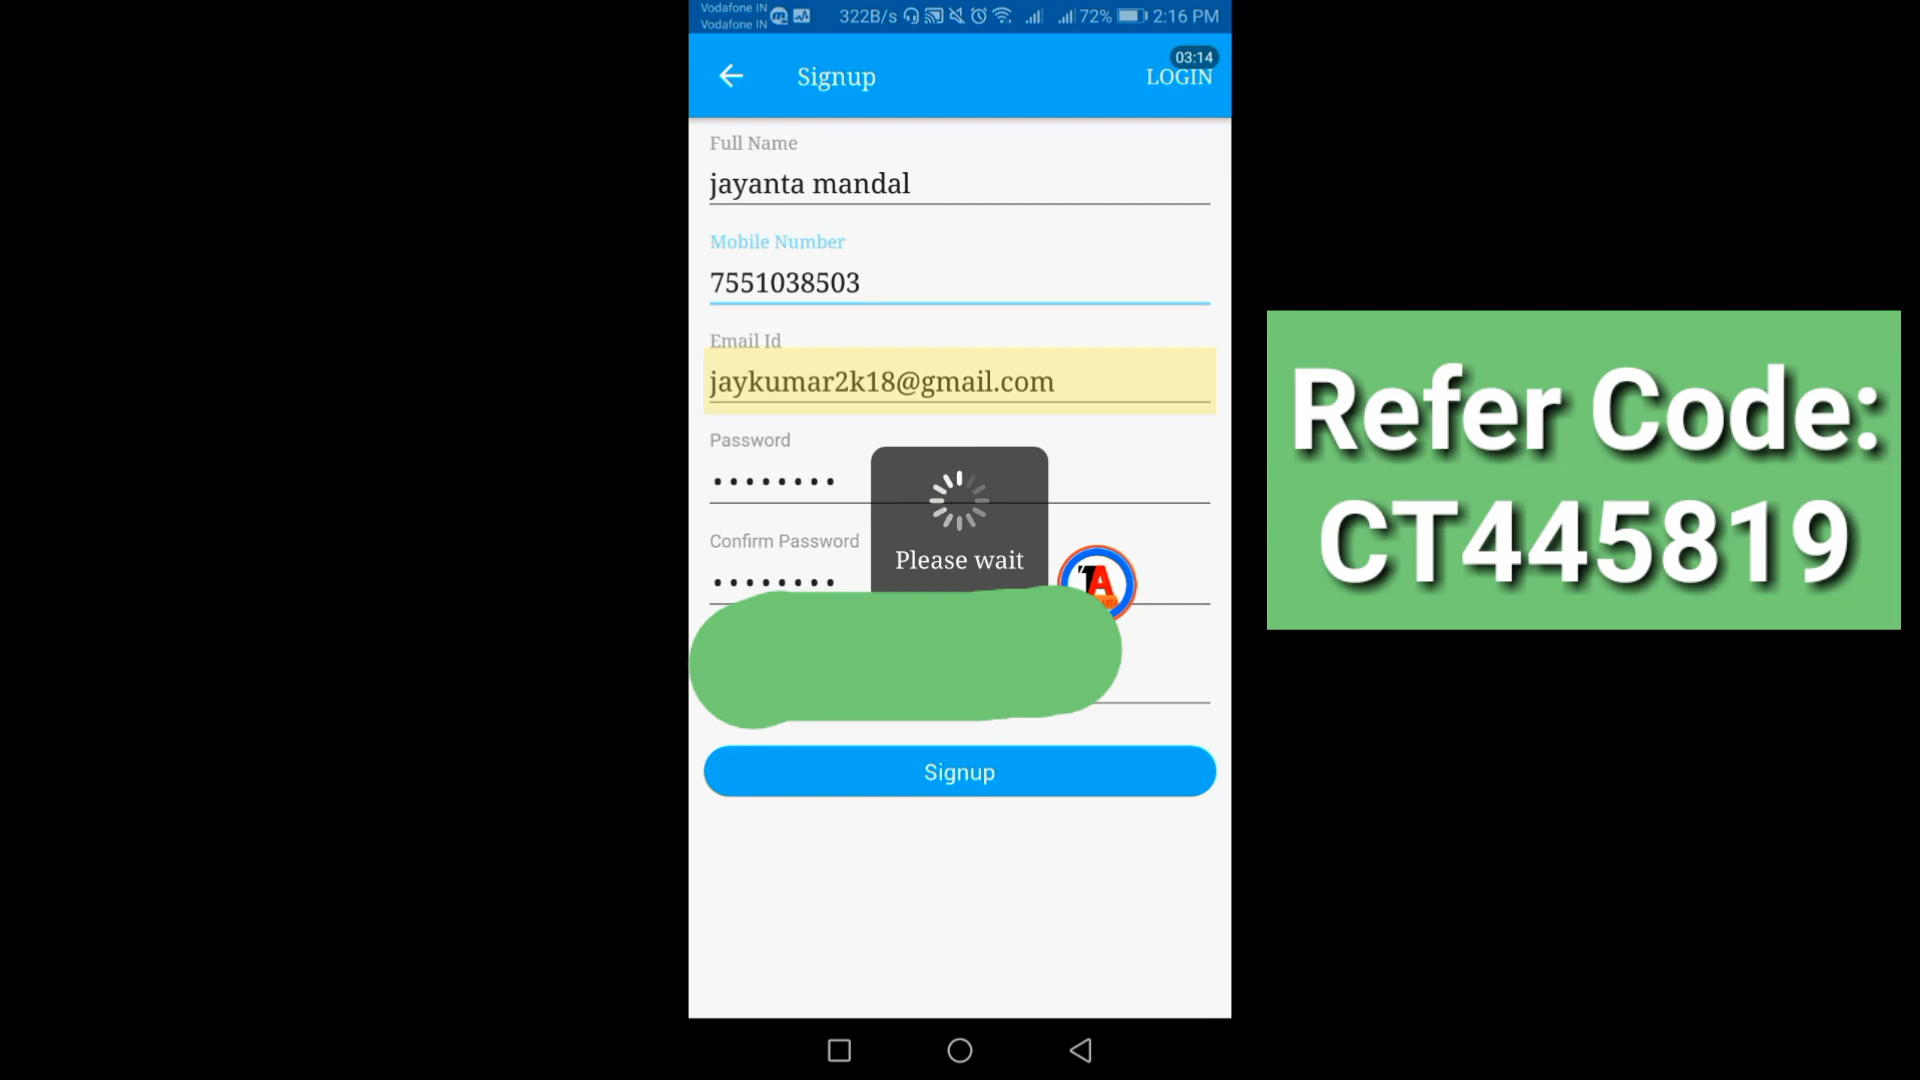 Vodafone IN
Vodafone IN
322B/s 72% 2:16 PM
03:14
Signup LOGIN
Full Name
jayanta mandal
Mobile Number
7551038503
Email Id
jaykumar2k18@gmail.com
Password
Please wait
Confirm Password
Signup
Refer Code:
CT445819